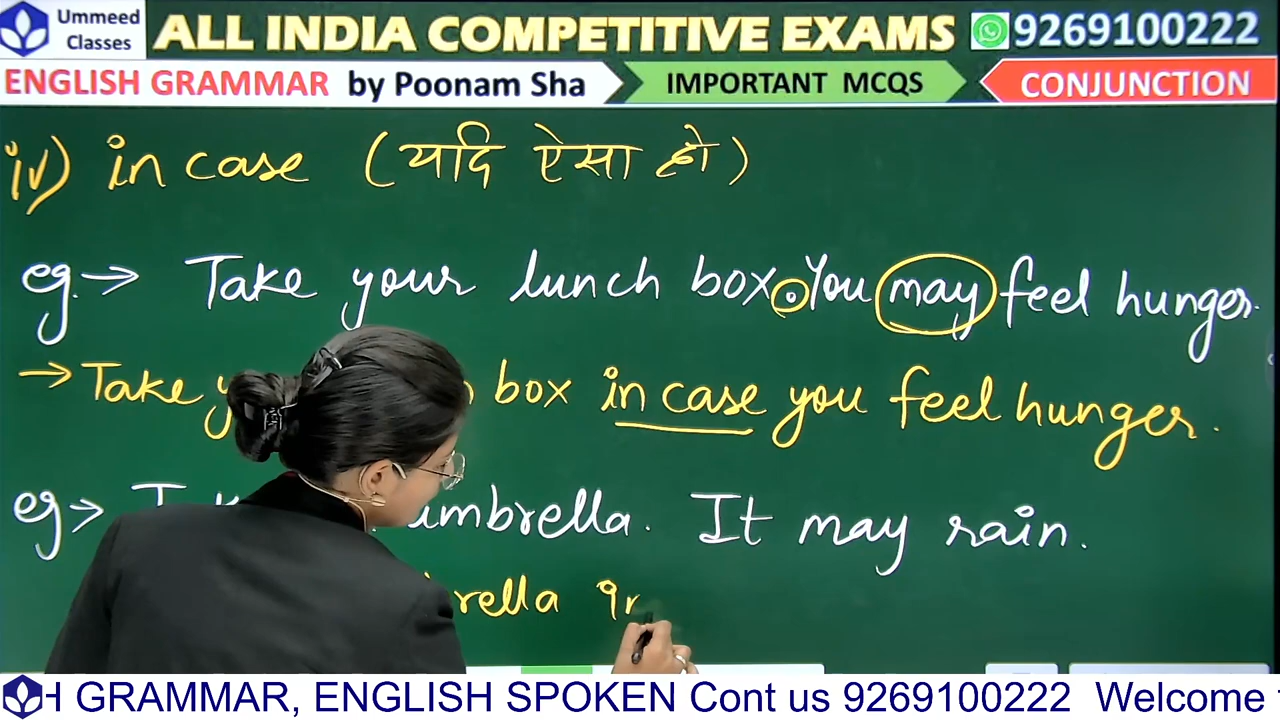 Ummeed
Classes
ALL INDIA COMPETITIVE EXAMS
9269100222
ENGLISH GRAMMAR by Poonam Sha
IMPORTANT MCQS
CONJUNCTION
iv) in case (यदि ऐसा हो)
eg. → Take your lunch box. You may feel hunger.
→ Take box in case you feel hunger.
eg → umbrella. It may rain.
rella in
H GRAMMAR, ENGLISH SPOKEN Cont us 9269100222 Welcome